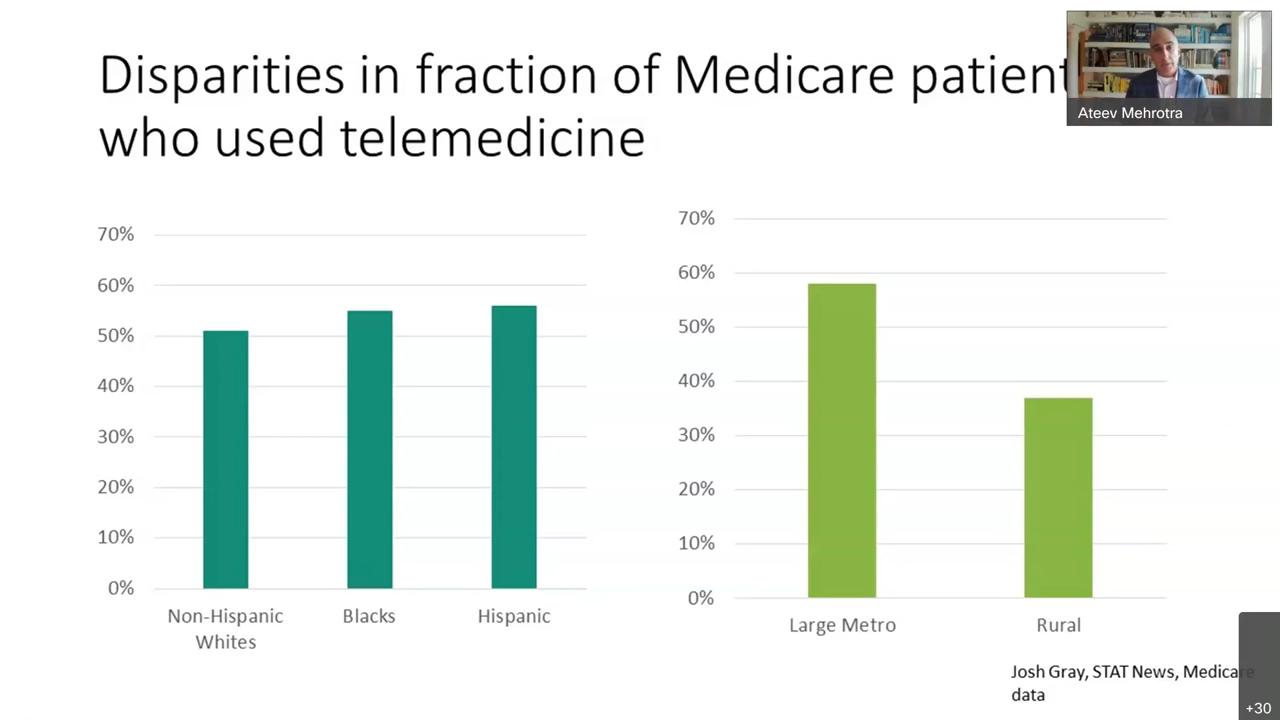 Disparities in fraction of Medicare patient
who used telemedicine
Ateev Mehrotra
70%
60%
50%
40%
30%
20%
10%
0%
Non-Hispanic
Whites
Blacks
Hispanic
70%
60%
50%
40%
30%
20%
10%
0%
Large Metro
Rural
Josh Gray, STAT News, Medicare
data
+30